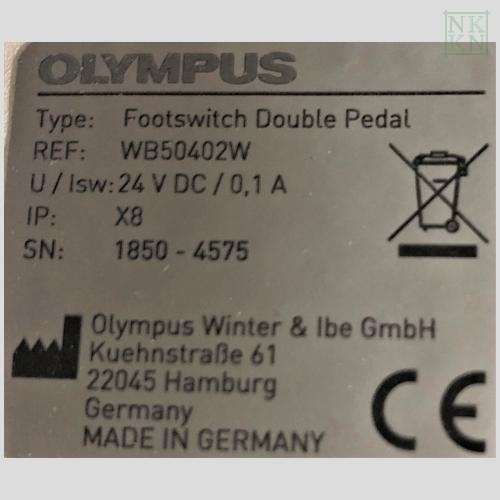 NK
KN
OLYMPUS
Type: Footswitch Double Pedal
REF: WB50402W
U / Isw: 24 V DC / 0,1 A
IP: X8
SN: 1850 - 4575
Olympus Winter & Ibe GmbH
Kuehnstraße 61
22045 Hamburg
Germany
MADE IN GERMANY
CE